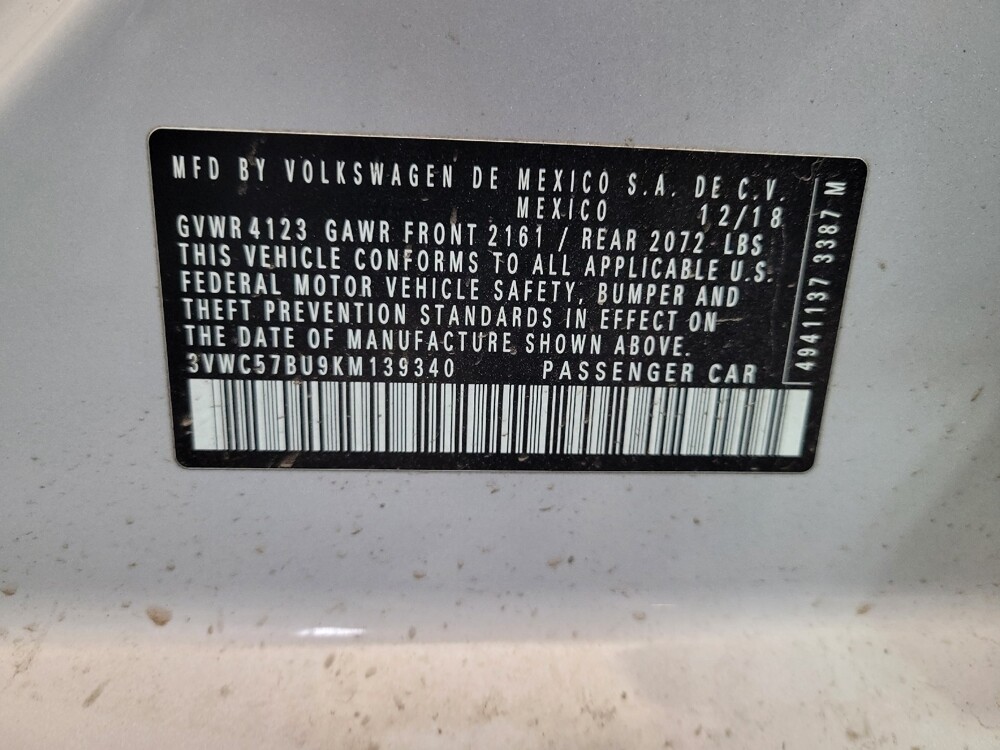 MFD BY VOLKSWAGEN DE MEXICO S.A. DE C.V.
MEXICO 12/18
GVWR 4123 GAWR FRONT 2161 / REAR 2072 LBS
THIS VEHICLE CONFORMS TO ALL APPLICABLE U.S.
FEDERAL MOTOR VEHICLE SAFETY, BUMPER AND
THEFT PREVENTION STANDARDS IN EFFECT ON
THE DATE OF MANUFACTURE SHOWN ABOVE.
3VWC57BU9KM139340 PASSENGER CAR
4941137 3387 M